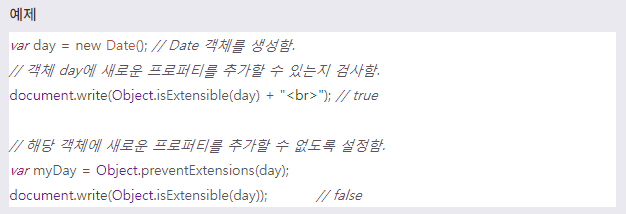 예제
var day = new Date(); // Date 객체를 생성함.
// 객체 day에 새로운 프로퍼티를 추가할 수 있는지 검사함.
document.write(Object.isExtensible(day) + "<br>"); // true
// 해당 객체에 새로운 프로퍼티를 추가할 수 없도록 설정함.
var myDay = Object.preventExtensions(day);
document.write(Object.isExtensible(day)); // false